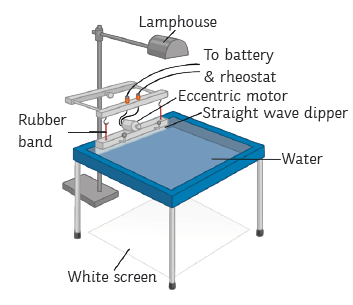 Lamphouse
To battery
& rheostat
Eccentric motor
Straight wave dipper
Rubber
band
Water
White screen